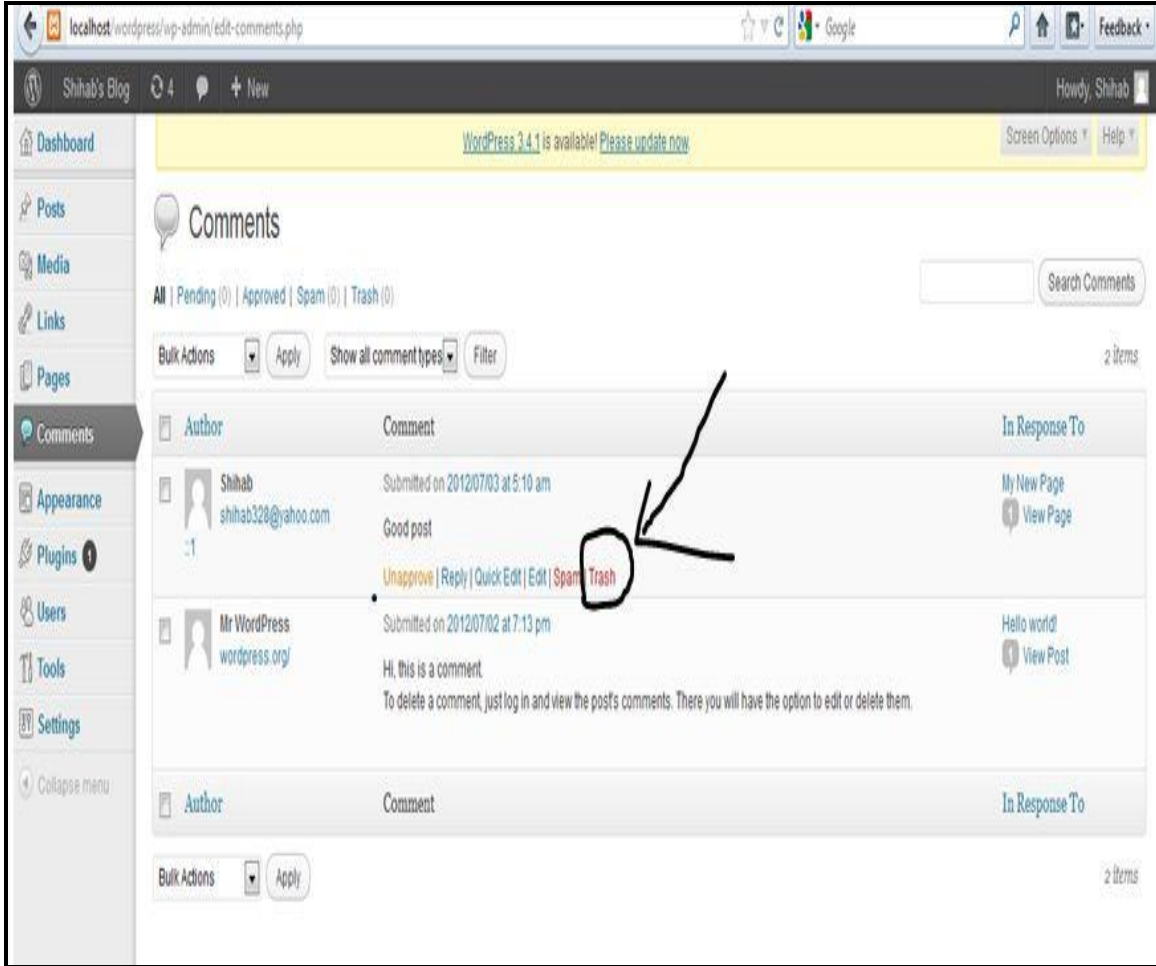 localhost/wordpress/wp-admin/edit-comments.php Google Feedback
Shihab's Blog 4 + New Howdy, Shihab
Dashboard
WordPress 3.4.1 is available! Please update now.
Screen Options Help
Posts
Comments
Media
Search Comments
All | Pending (0) | Approved | Spam (0) | Trash (0)
Links
Bulk Actions Apply Show all comment types Filter 2 items
Pages
Comments
Author Comment In Response To
Appearance
Shihab Submitted on 2012/07/03 at 5:10 am My New Page
shihab328@yahoo.com Good post 1 View Page
::1
Plugins 1
Unapprove | Reply | Quick Edit | Edit | Spam | Trash
Users
Mr WordPress Submitted on 2012/07/02 at 7:13 pm Hello world!
wordpress.org/ Hi, this is a comment. 1 View Post
Tools
To delete a comment, just log in and view the post's comments. There you will have the option to edit or delete them.
Settings
Collapse menu
Author Comment In Response To
Bulk Actions Apply 2 items